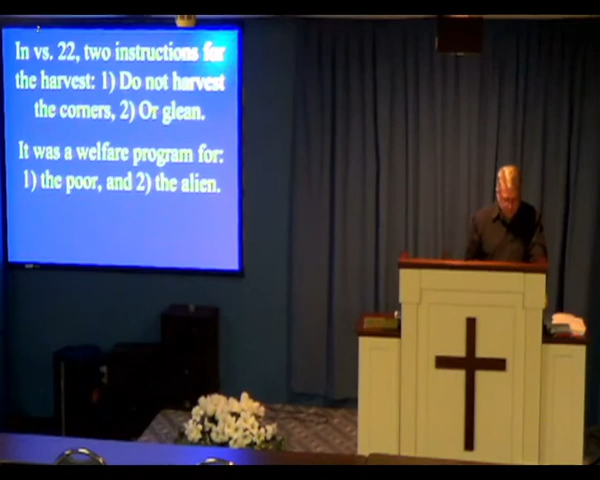 In vs. 22, two instructions for
the harvest: 1) Do not harvest
the corners, 2) Or glean.
It was a welfare program for:
1) the poor, and 2) the alien.